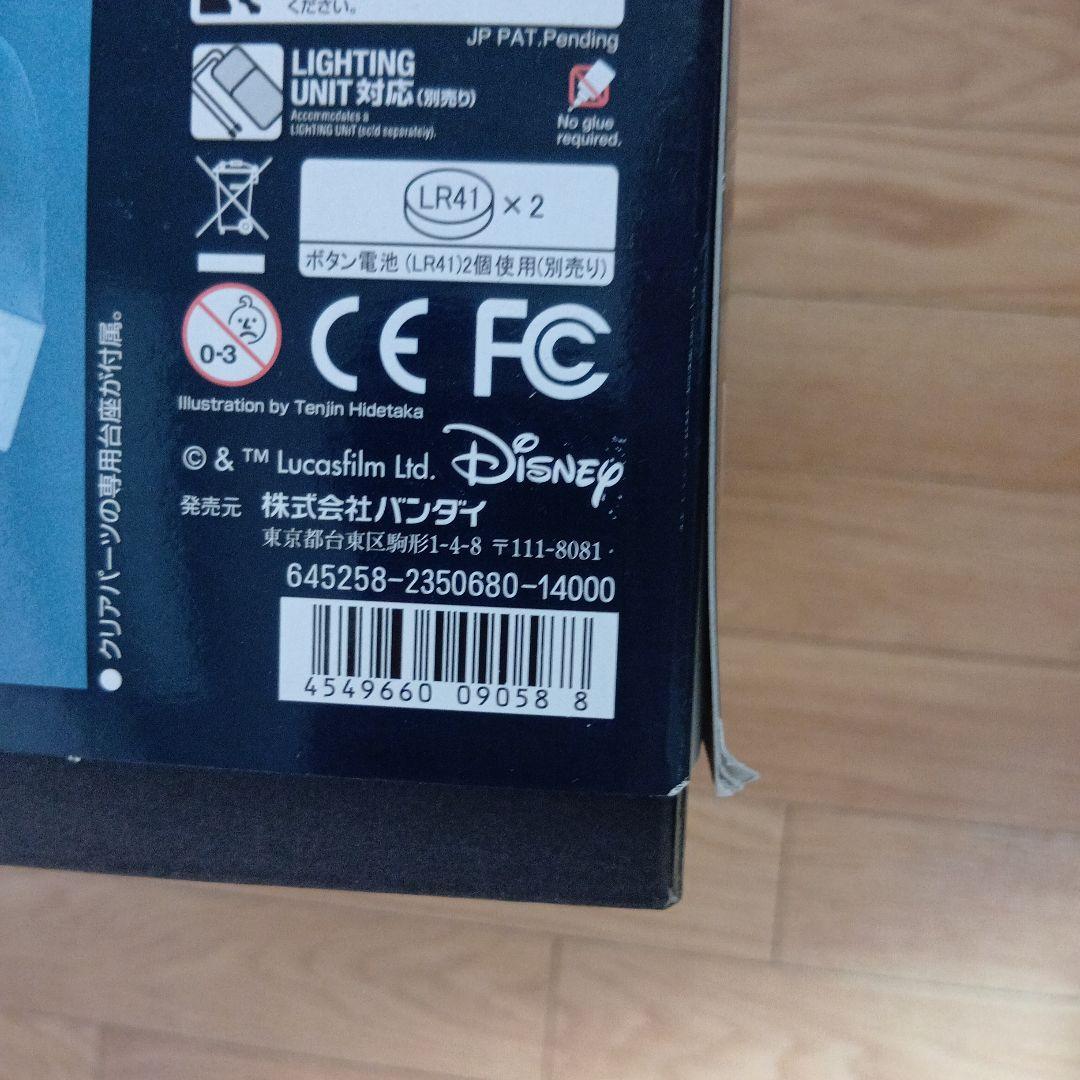 ください。
JP PAT.Pending
LIGHTING
UNIT対応(別売り)
Accommodates a
LIGHTING UNIT (sold separately).
No glue
required.
LR41 × 2
ボタン電池(LR41)2個使用(別売り)
0-3
CE FC
Illustration by Tenjin Hidetaka
© & ™ Lucasfilm Ltd. Disney
発売元 株式会社バンダイ
東京都台東区駒形1-4-8 〒111-8081
645258-2350680-14000
4549660 09058 8
●クリアパーツの専用台座が付属。